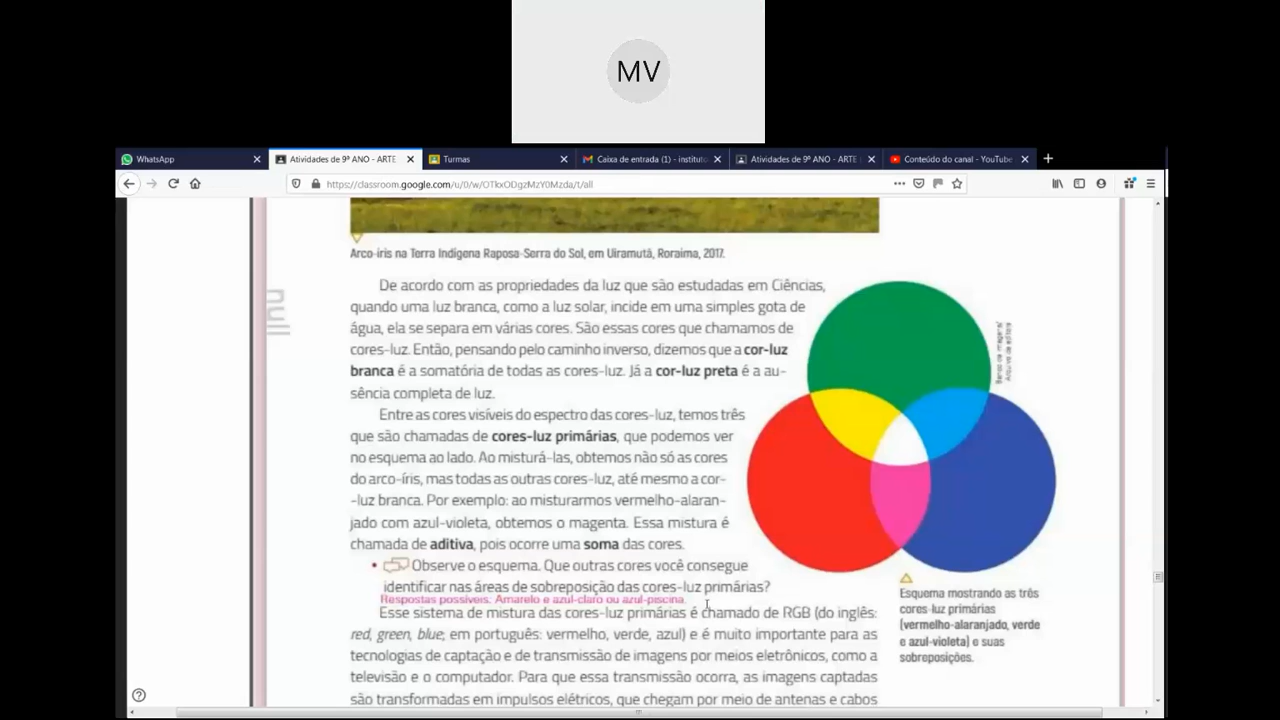 MV
WhatsApp
Atividades de 9º ANO - ARTE
Turmas
Caixa de entrada (1) - institut
Atividades de 9º ANO - ARTE
Conteúdo do canal - YouTube
https://classroom.google.com/u/0/w/OTkxODgzMzY0Mzda/t/all
Arco-íris na Terra Indígena Raposa-Serra do Sol, em Uiramutã, Roraima, 2017.
null
De acordo com as propriedades da luz que são estudadas em Ciências,
quando uma luz branca, como a luz solar, incide em uma simples gota de
água, ela se separa em várias cores. São essas cores que chamamos de
cores-luz. Então, pensando pelo caminho inverso, dizemos que a cor-luz
branca é a somatória de todas as cores-luz. Já a cor-luz preta é a au-
sência completa de luz.
Entre as cores visíveis do espectro das cores-luz, temos três
que são chamadas de cores-luz primárias, que podemos ver
no esquema ao lado. Ao misturá-las, obtemos não só as cores
do arco-íris, mas todas as outras cores-luz, até mesmo a cor-
-luz branca. Por exemplo: ao misturarmos vermelho-alaran-
jado com azul-violeta, obtemos o magenta. Essa mistura é
chamada de aditiva, pois ocorre uma soma das cores.
• Observe o esquema. Que outras cores você consegue
identificar nas áreas de sobreposição das cores-luz primárias?
Respostas possíveis: Amarelo e azul-claro ou azul-piscina.
Esse sistema de mistura das cores-luz primárias é chamado de RGB (do inglês:
red, green, blue; em português: vermelho, verde, azul) e é muito importante para as
tecnologias de captação e de transmissão de imagens por meios eletrônicos, como a
televisão e o computador. Para que essa transmissão ocorra, as imagens captadas
são transformadas em impulsos elétricos, que chegam por meio de antenas e cabos
Banco de imagens/
Arquivo da editora
Esquema mostrando as três
cores-luz primárias
(vermelho-alaranjado, verde
e azul-violeta) e suas
sobreposições.